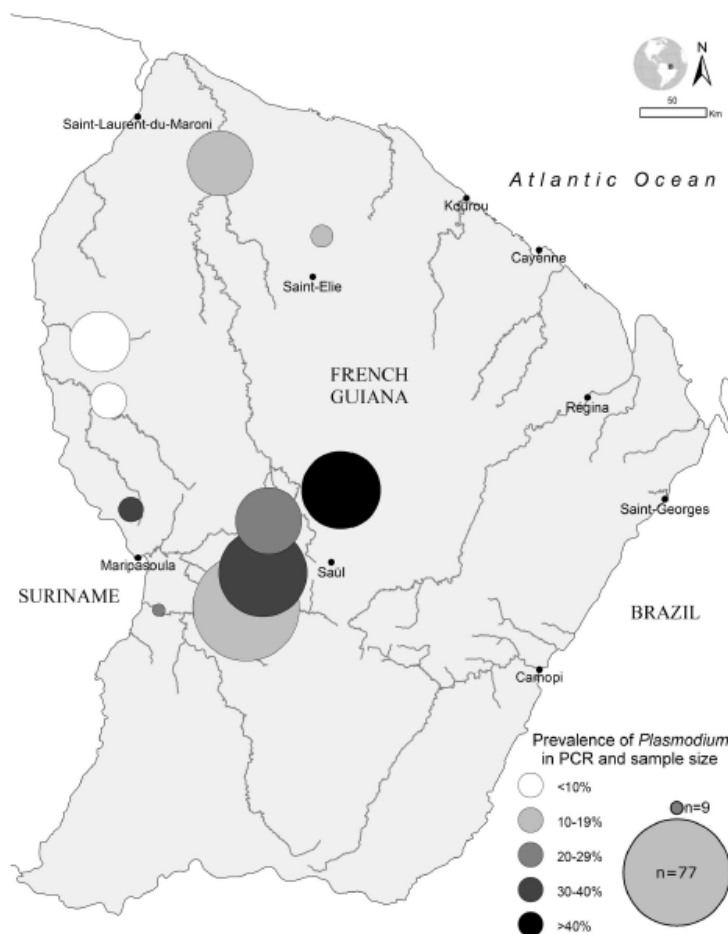 N
50
Km
Saint-Laurent-du-Maroni
Atlantic Ocean
Kourou
Cayenne
Saint-Elie
FRENCH
GUIANA
Régina
Saint-Georges
Maripasoula
Saül
SURINAME
BRAZIL
Camopi
Prevalence of Plasmodium
in PCR and sample size
<10%
10-19%
20-29%
30-40%
>40%
n=9
n=77